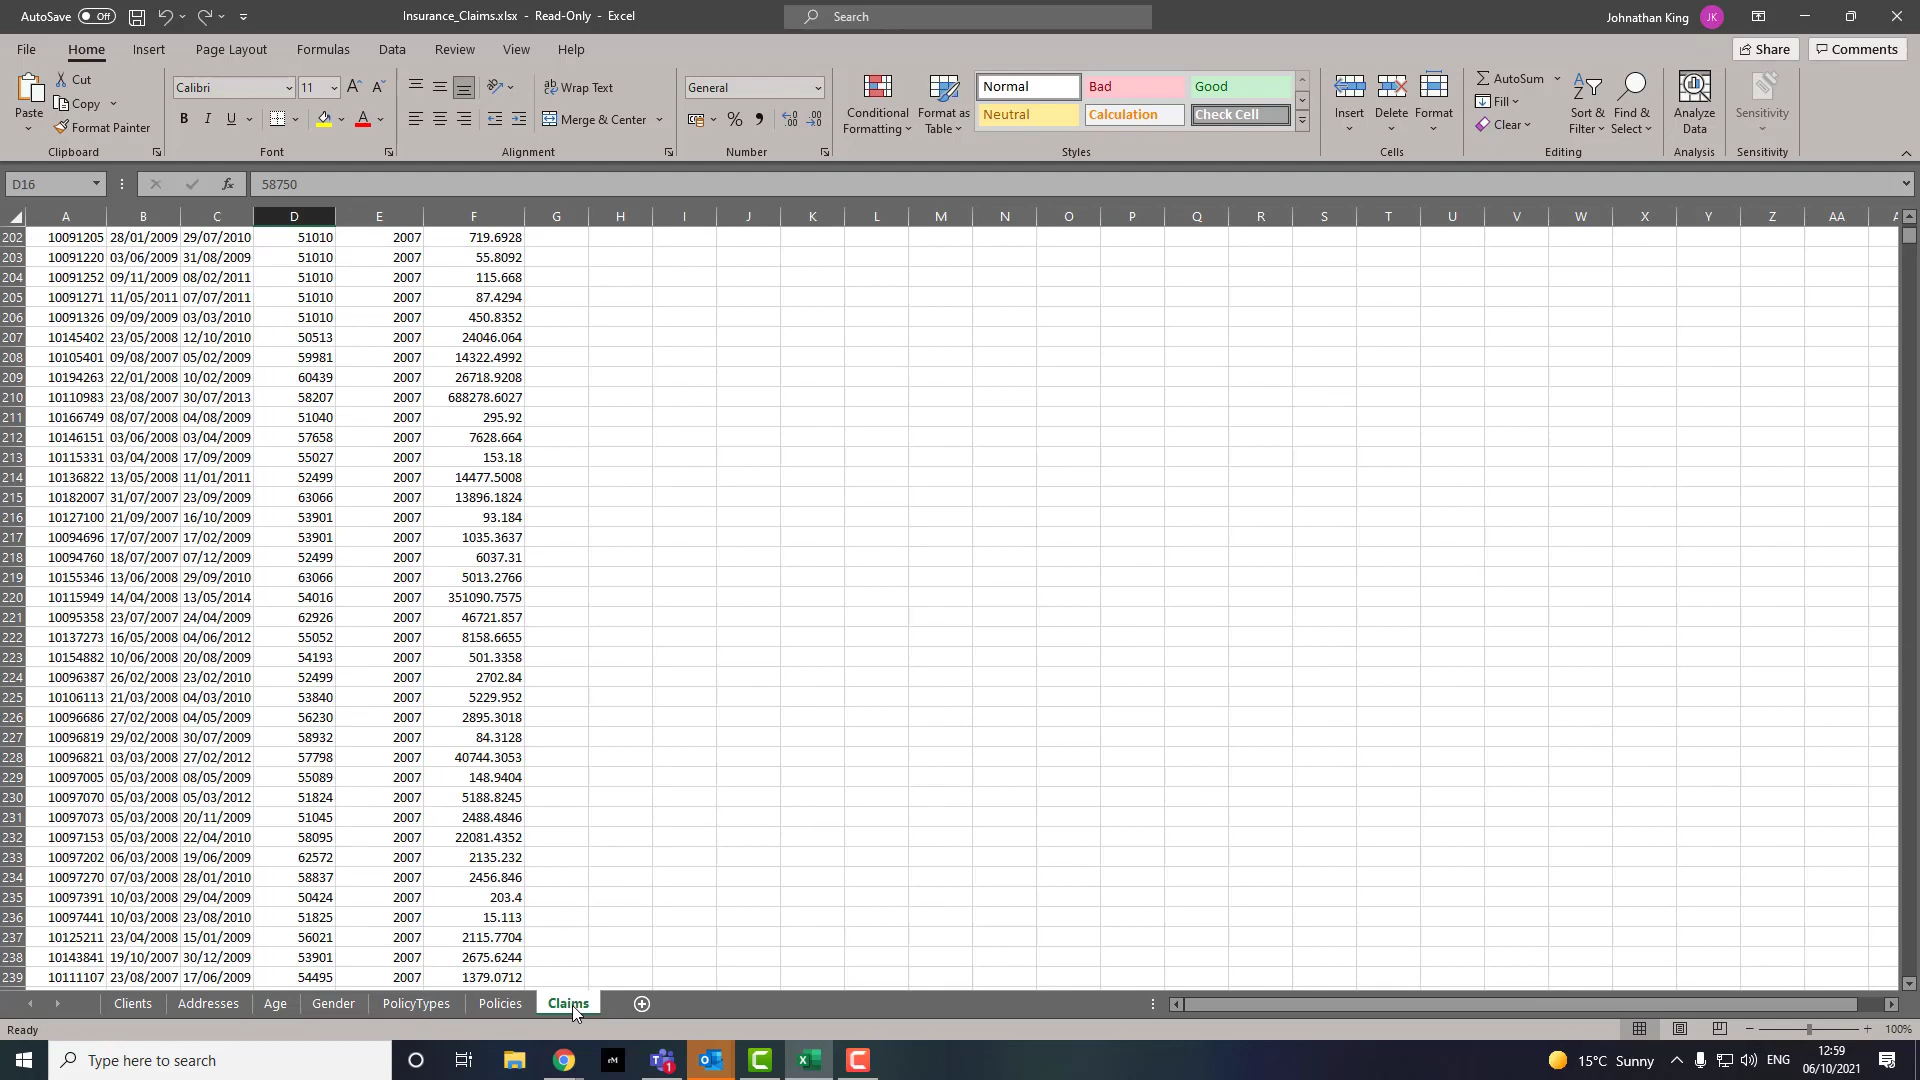 AutoSave Off Insurance_Claims.xlsx - Read-Only - Excel Search Johnathan King JK
File Home Insert Page Layout Formulas Data Review View Help Share Comments
Paste Cut Copy Format Painter Clipboard
Calibri 11 A A B I U A Font
Wrap Text Merge & Center Alignment
General % Number
Conditional Formatting Format as Table Normal Bad Good Neutral Calculation Check Cell Styles
Insert Delete Format Cells
AutoSum Fill Clear Sort & Filter Find & Select Editing
Analyze Data Analysis
Sensitivity Sensitivity
D16 fx 58750
A B C D E F G H I J K L M N O P Q R S T U V W X Y Z AA
202 10091205 28/01/2009 29/07/2010 51010 2007 719.6928
203 10091220 03/06/2009 31/08/2009 51010 2007 55.8092
204 10091252 09/11/2009 08/02/2011 51010 2007 115.668
205 10091271 11/05/2011 07/07/2011 51010 2007 87.4294
206 10091326 09/09/2009 03/03/2010 51010 2007 450.8352
207 10145402 23/05/2008 12/10/2010 50513 2007 24046.064
208 10105401 09/08/2007 05/02/2009 59981 2007 14322.4992
209 10194263 22/01/2008 10/02/2009 60439 2007 26718.9208
210 10110983 23/08/2007 30/07/2013 58207 2007 688278.6027
211 10166749 08/07/2008 04/08/2009 51040 2007 295.92
212 10146151 03/06/2008 03/04/2009 57658 2007 7628.664
213 10115331 03/04/2008 17/09/2009 55027 2007 153.18
214 10136822 13/05/2008 11/01/2011 52499 2007 14477.5008
215 10182007 31/07/2007 23/09/2009 63066 2007 13896.1824
216 10127100 21/09/2007 16/10/2009 53901 2007 93.184
217 10094696 17/07/2007 17/02/2009 53901 2007 1035.3637
218 10094760 18/07/2007 07/12/2009 52499 2007 6037.31
219 10155346 13/06/2008 29/09/2010 63066 2007 5013.2766
220 10115949 14/04/2008 13/05/2014 54016 2007 351090.7575
221 10095358 23/07/2007 24/04/2009 62926 2007 46721.857
222 10137273 16/05/2008 04/06/2012 55052 2007 8158.6655
223 10154882 10/06/2008 20/08/2009 54193 2007 501.3358
224 10096387 26/02/2008 23/02/2010 52499 2007 2702.84
225 10106113 21/03/2008 04/03/2010 53840 2007 5229.952
226 10096686 27/02/2008 04/05/2009 56230 2007 2895.3018
227 10096819 29/02/2008 30/07/2009 58932 2007 84.3128
228 10096821 03/03/2008 27/02/2012 57798 2007 40744.3053
229 10097005 05/03/2008 08/05/2009 55089 2007 148.9404
230 10097070 05/03/2008 05/03/2012 51824 2007 5188.8245
231 10097073 05/03/2008 20/11/2009 51045 2007 2488.4846
232 10097153 05/03/2008 22/04/2010 58095 2007 22081.4352
233 10097202 06/03/2008 19/06/2009 62572 2007 2135.232
234 10097270 07/03/2008 28/01/2010 58837 2007 2456.846
235 10097391 10/03/2008 29/04/2009 50424 2007 203.4
236 10097441 10/03/2008 23/08/2010 51825 2007 15.113
237 10125211 23/04/2008 15/01/2009 56021 2007 2115.7704
238 10143841 19/10/2007 30/12/2009 53901 2007 2675.6244
239 10111107 23/08/2007 17/06/2009 54495 2007 1379.0712
Clients Addresses Age Gender PolicyTypes Policies Claims
Ready 100%
Type here to search rM 1 15°C Sunny ENG 12:59
06/10/2021